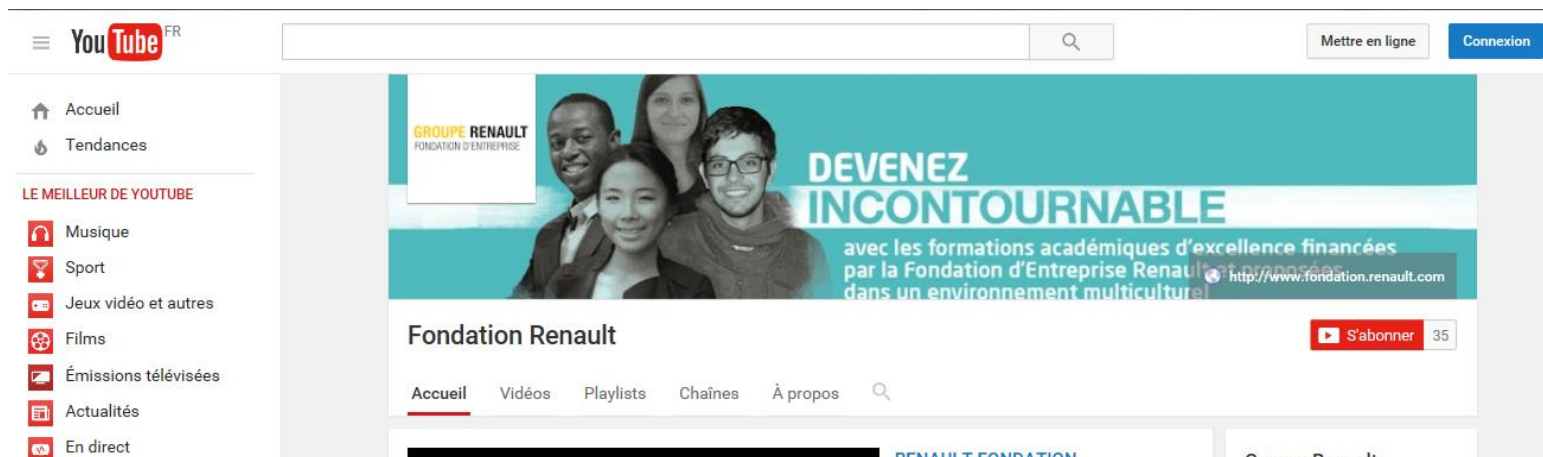 YouTube FR
Mettre en ligne
Connexion
Accueil
Tendances
LE MEILLEUR DE YOUTUBE
Musique
Sport
Jeux vidéo et autres
Films
Émissions télévisées
Actualités
En direct
GROUPE RENAULT
FONDATION D'ENTREPRISE
DEVENEZ
INCONTOURNABLE
avec les formations académiques d'excellence financées
par la Fondation d'Entreprise Renault et proposées
dans un environnement multiculturel
http://www.fondation.renault.com
Fondation Renault
S'abonner 35
Accueil Vidéos Playlists Chaînes À propos
RENAULT FONDATION